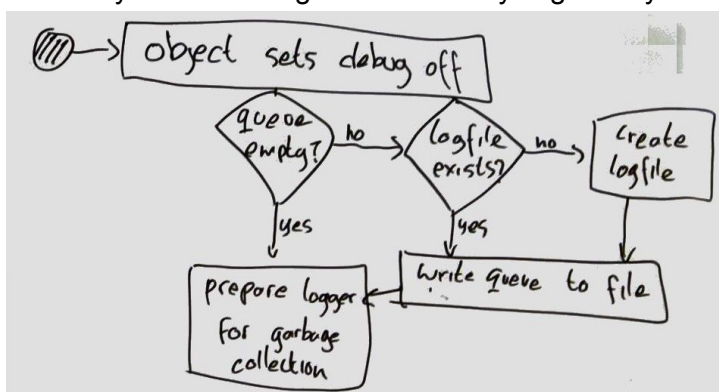 object sets debug off
queue
empty?
no
logfile
exists?
no
create
logfile
yes
yes
write queue to file
prepare logger
for garbage
collection